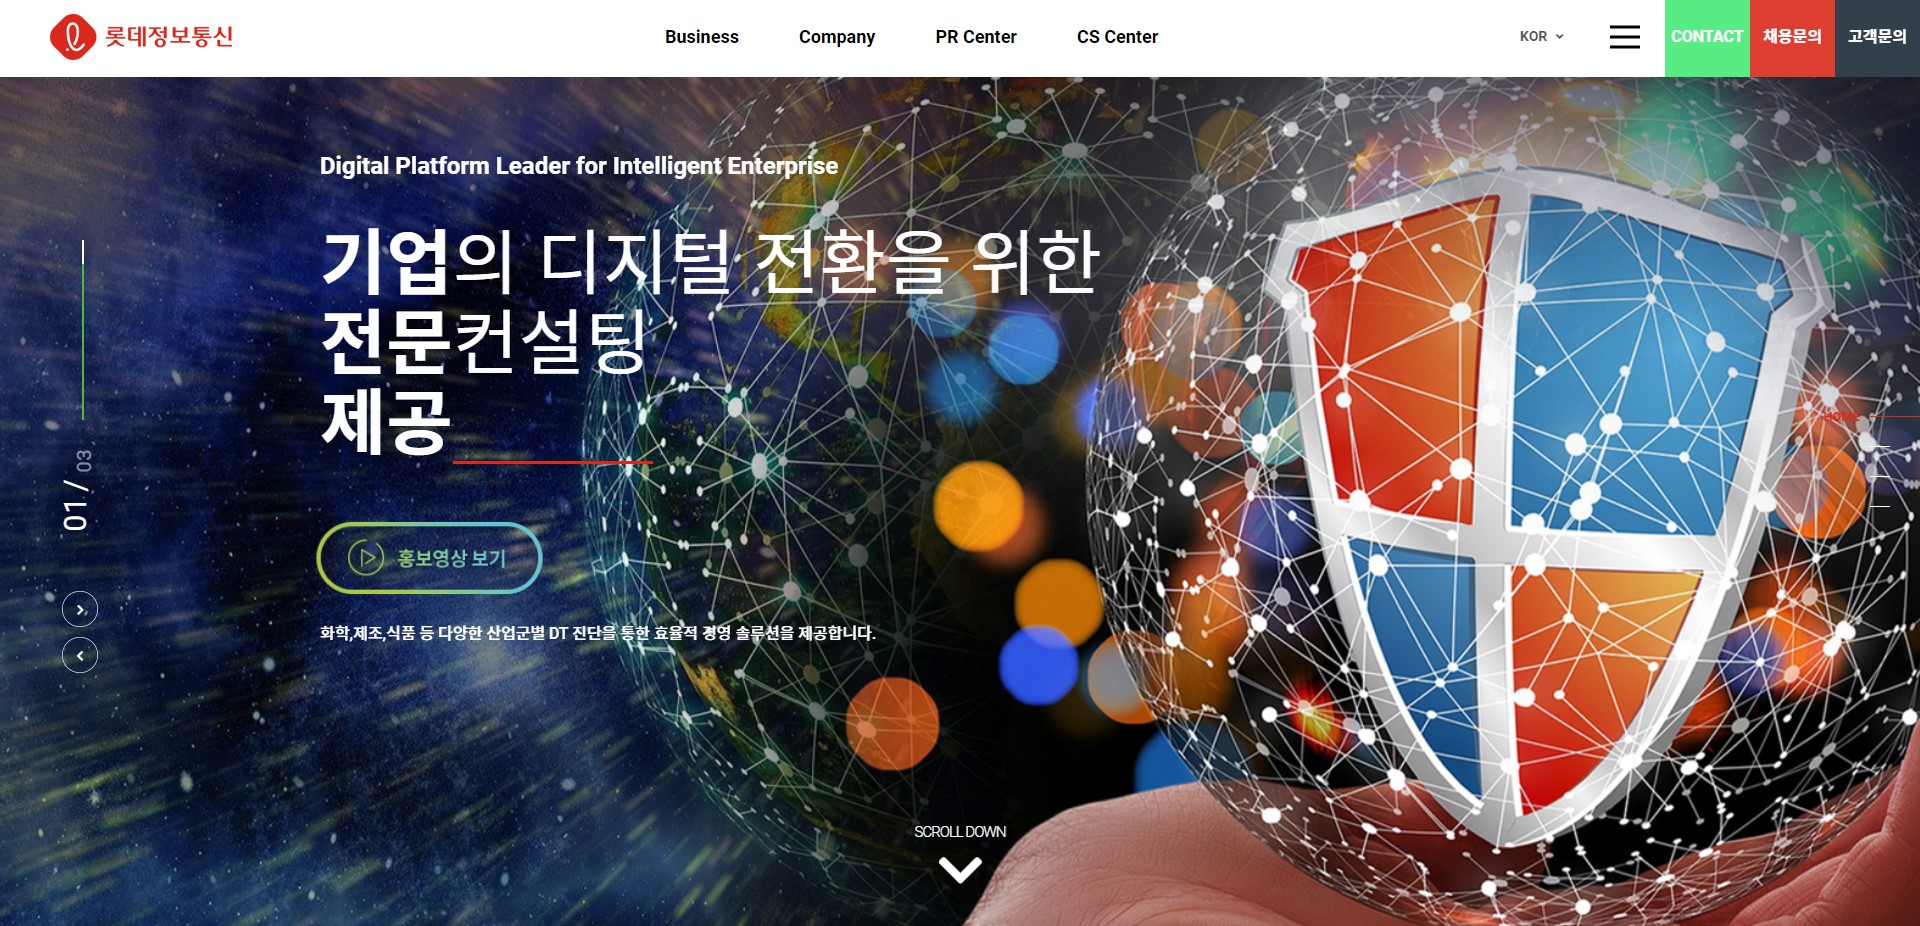 롯데정보통신
Business
Company
PR Center
CS Center
KOR
CONTACT
채용문의
고객문의
Digital Platform Leader for Intelligent Enterprise
기업의 디지털 전환을 위한
전문컨설팅
제공
홍보영상 보기
화학,제조,식품 등 다양한 산업군별 DT 진단을 통한 효율적 경영 솔루션을 제공합니다.
01 / 03
HOME
SCROLL DOWN